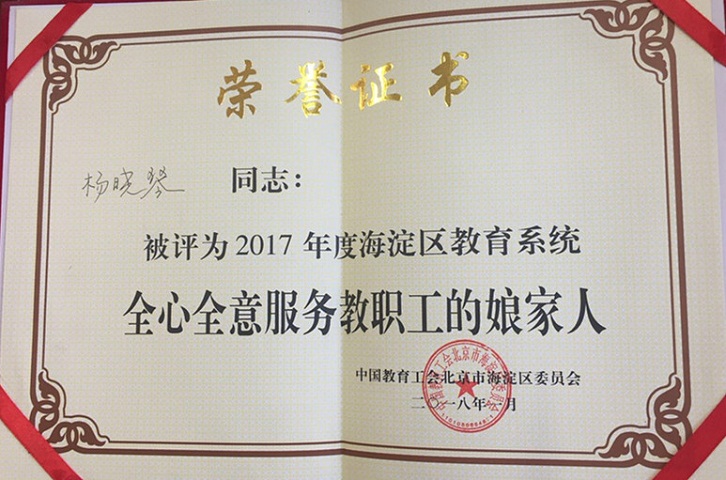 荣誉证书
杨晓琴 同志：
被评为2017年度海淀区教育系统
全心全意服务教职工的娘家人
中国教育工会北京市海淀区委员会
二〇一八年一月